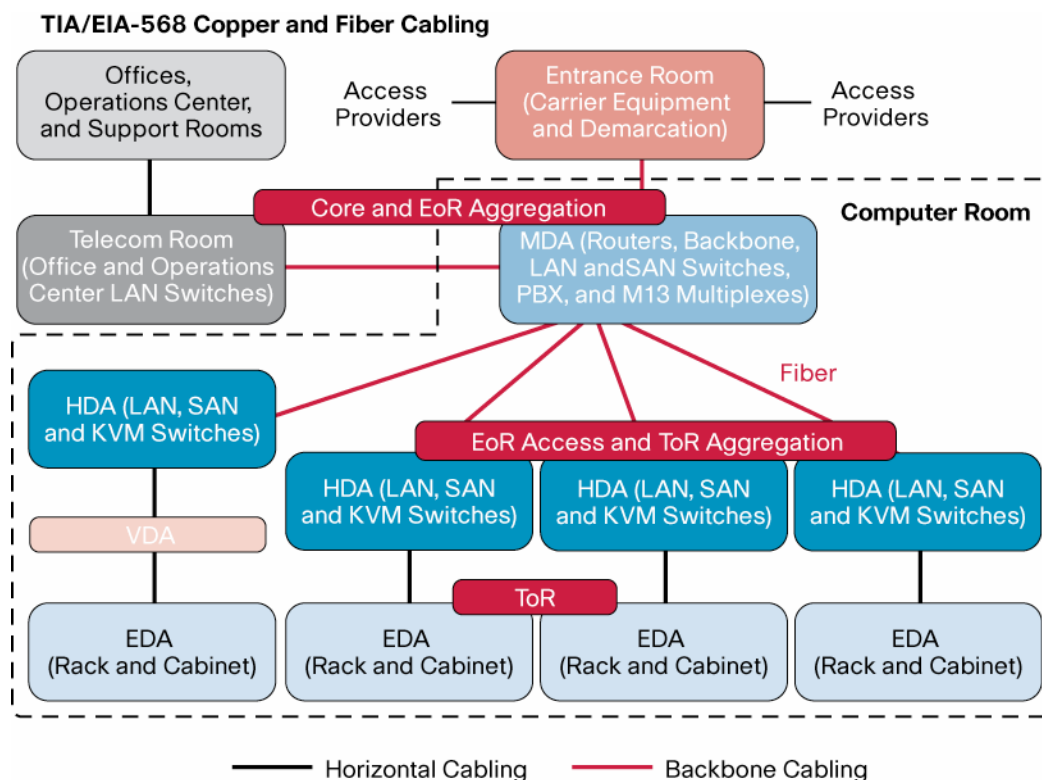 TIA/EIA-568 Copper and Fiber Cabling
Offices,
Operations Center,
and Support Rooms
Access
Providers
Entrance Room
(Carrier Equipment
and Demarcation)
Access
Providers
Core and EoR Aggregation
Computer Room
Telecom Room
(Office and Operations
Center LAN Switches)
MDA (Routers, Backbone,
LAN andSAN Switches,
PBX, and M13 Multiplexes)
Fiber
HDA (LAN, SAN
and KVM Switches)
EoR Access and ToR Aggregation
HDA (LAN, SAN
and KVM Switches)
HDA (LAN, SAN
and KVM Switches)
HDA (LAN, SAN
and KVM Switches)
VDA
ToR
EDA
(Rack and Cabinet)
EDA
(Rack and Cabinet)
EDA
(Rack and Cabinet)
EDA
(Rack and Cabinet)
Horizontal Cabling
Backbone Cabling